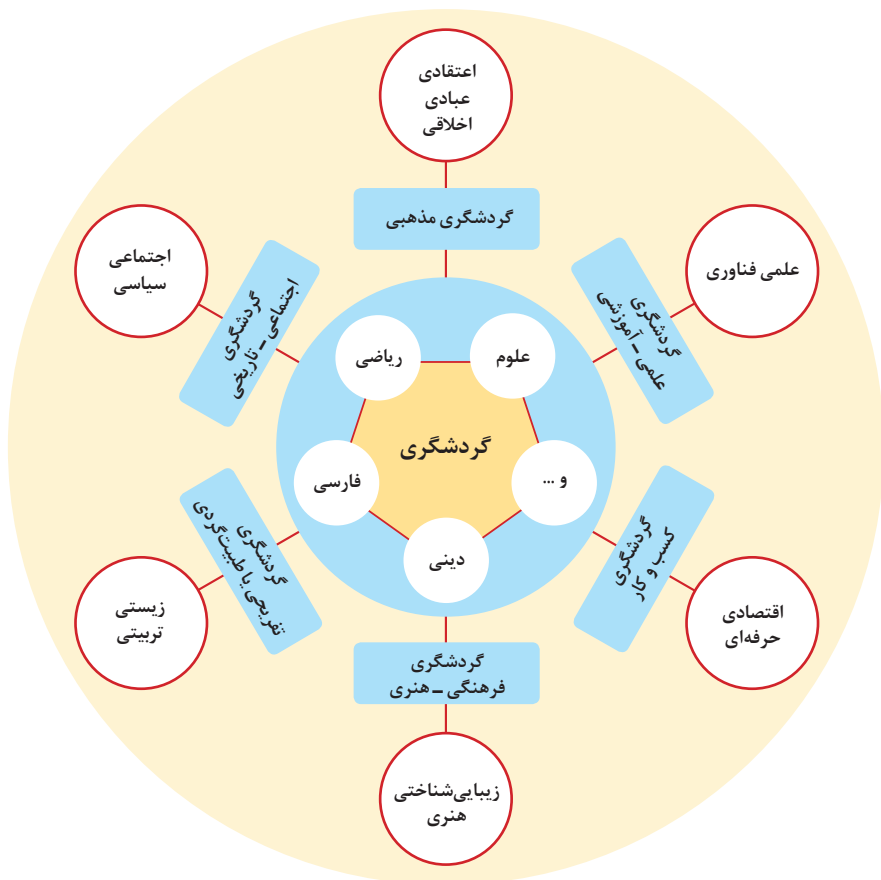 اعتقادی
عبادی
اخلاقی
گردشگری مذهبی
علمی فناوری
گردشگری
علمی ـ آموزشی
اجتماعی
سیاسی
گردشگری
اجتماعی ـ تاریخی
علوم
ریاضی
گردشگری
و ...
فارسی
دینی
گردشگری
کسب و کار
اقتصادی
حرفه‌ای
گردشگری
تفریحی یا طبیت‌گردی
زیستی
تربیتی
گردشگری
فرهنگی ـ هنری
زیبایی‌شناختی
هنری